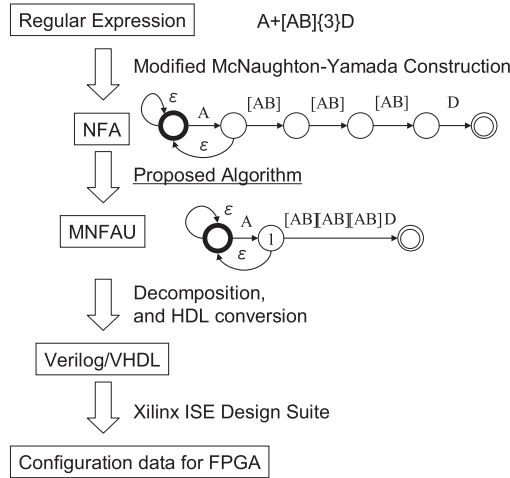 Regular Expression A+[AB]{3}D
Modified McNaughton-Yamada Construction
NFA
ε A [AB] [AB] [AB] D
ε
Proposed Algorithm
MNFAU
ε A [AB][AB][AB]D
1
ε
Decomposition,
and HDL conversion
Verilog/VHDL
Xilinx ISE Design Suite
Configuration data for FPGA